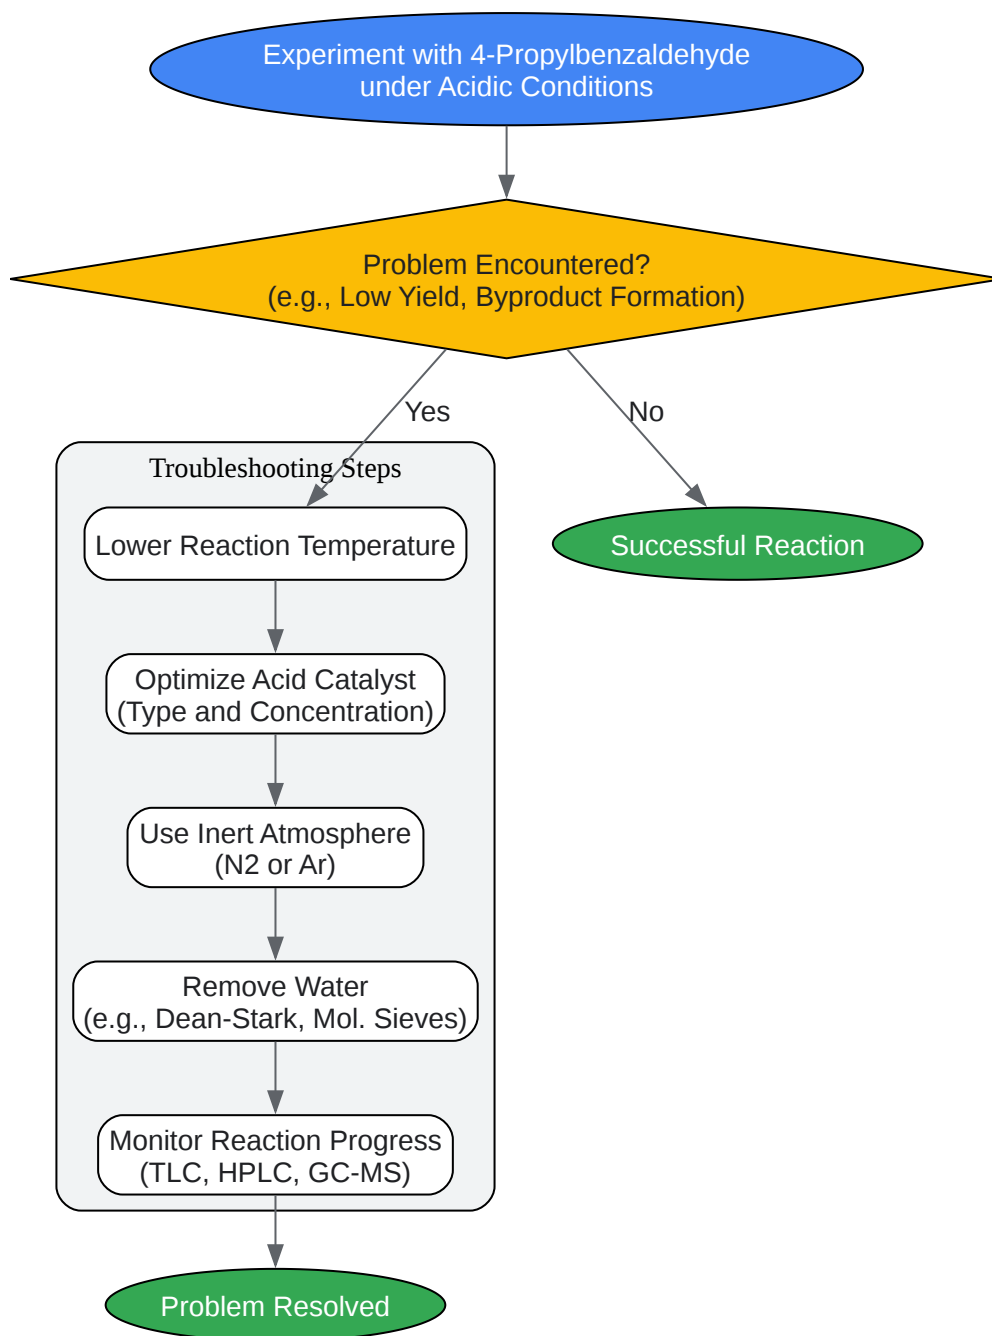 Experiment with 4-Propylbenzaldehyde
under Acidic Conditions
Problem Encountered?
(e.g., Low Yield, Byproduct Formation)
Yes
No
Troubleshooting Steps
Lower Reaction Temperature
Successful Reaction
Optimize Acid Catalyst
(Type and Concentration)
Use Inert Atmosphere
(N2 or Ar)
Remove Water
(e.g., Dean-Stark, Mol. Sieves)
Monitor Reaction Progress
(TLC, HPLC, GC-MS)
Problem Resolved